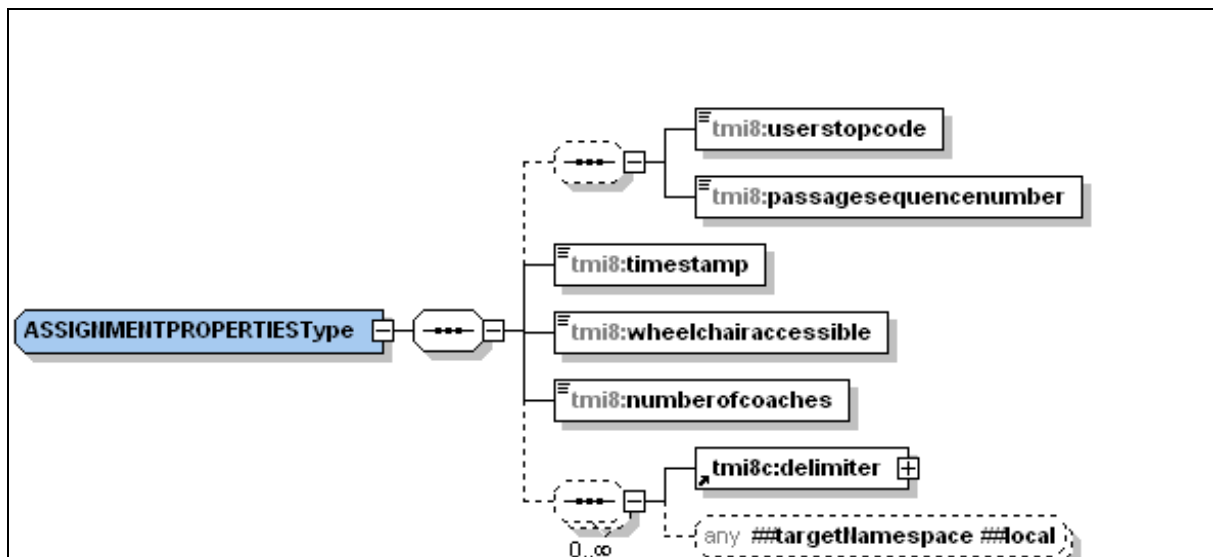 tmi8:userstopcode
tmi8:passagesequencenumber
tmi8:timestamp
ASSIGNMENTPROPERTIESType
tmi8:wheelchairaccessible
tmi8:numberofcoaches
tmi8c:delimiter
any ##targetNamespace ##local
0..∞